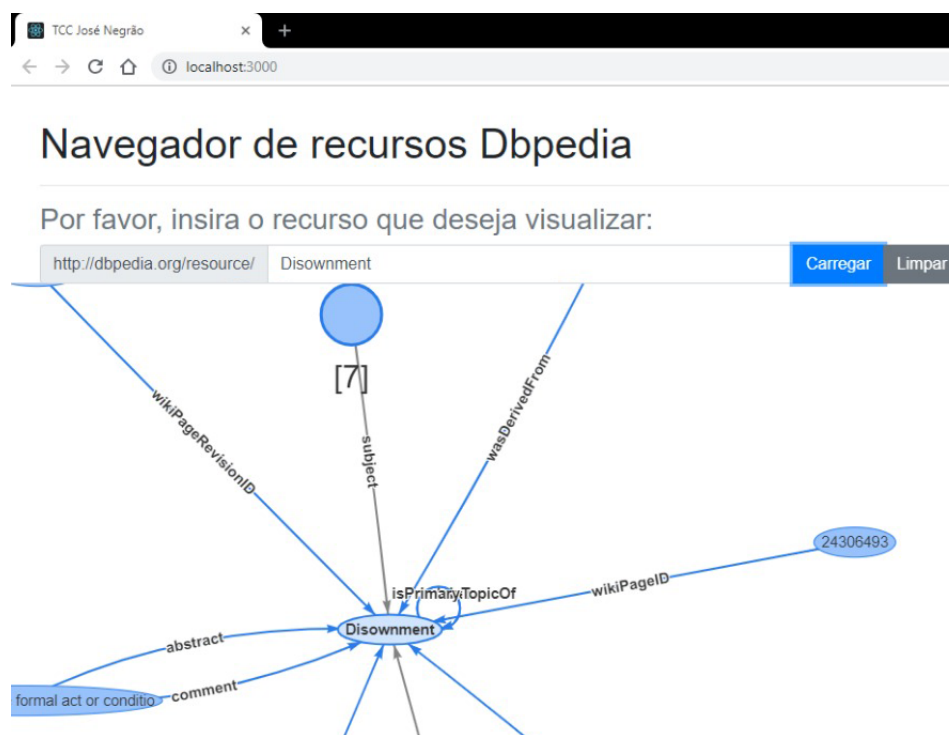 TCC José Negrão
localhost:3000
Navegador de recursos Dbpedia
Por favor, insira o recurso que deseja visualizar:
http://dbpedia.org/resource/ Disownment Carregar Limpar
[7]
wikiPageRevisionID
subject
wasDerivedFrom
24306493
wikiPageID
isPrimaryTopicOf
Disownment
abstract
comment
formal act or conditio